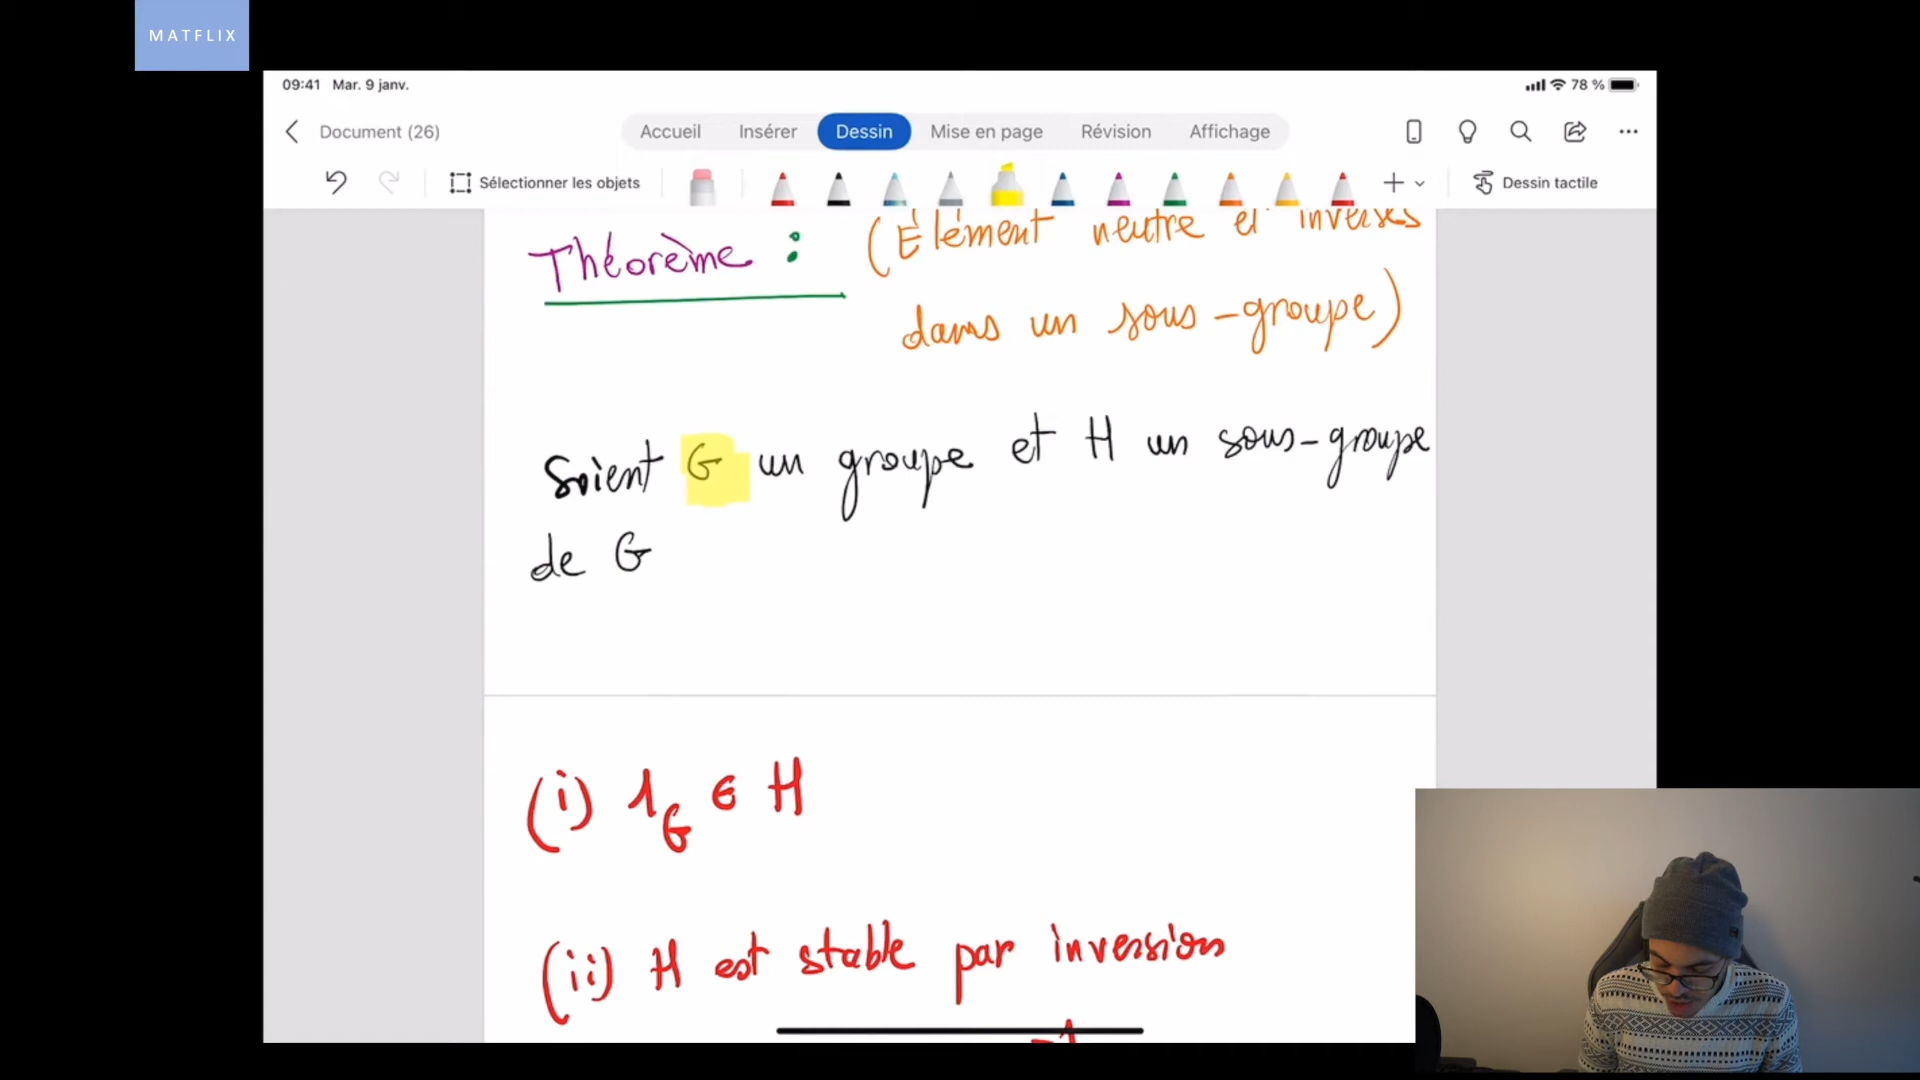 MATFLIX
09:41 Mar. 9 janv.
78 %
Document (26)
Accueil Insérer Dessin Mise en page Révision Affichage
Sélectionner les objets
Dessin tactile
Théorème : (Élément neutre et inverses
dans un sous-groupe)
Soient G un groupe et H un sous-groupe
de G
(i) 1_G ∈ H
(ii) H est stable par inversion
-1